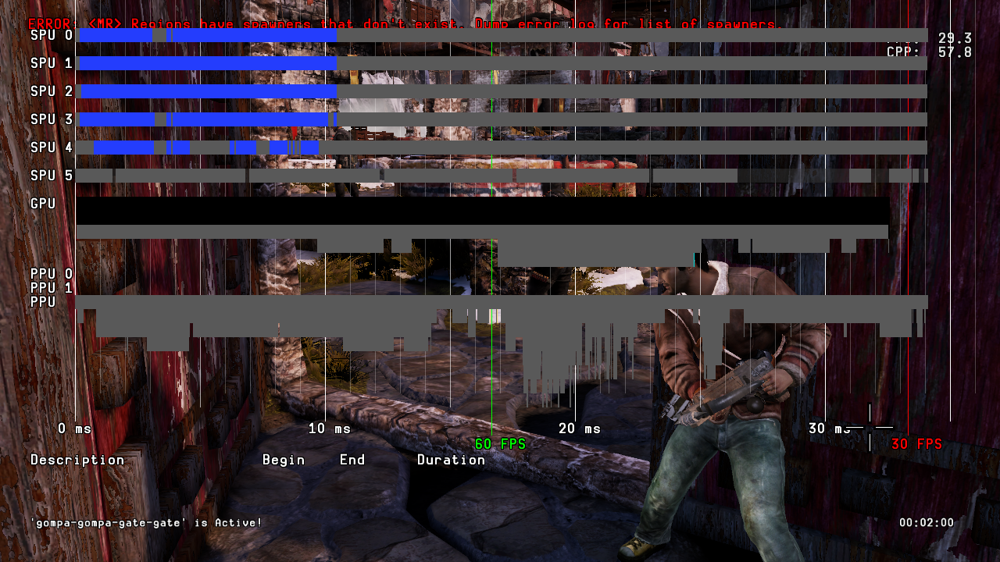 ERROR: <MR> Regions have spawners that don't exist. Dump error log for list of spawners.
SPU 0
29.3
CPP: 57.8
SPU 1
SPU 2
SPU 3
SPU 4
SPU 5
GPU
PPU 0
PPU 1
PPU
0 ms 10 ms 20 ms 30 ms
60 FPS 30 FPS
Description Begin End Duration
'gompa-gompa-gate-gate' is Active!
00:02:00